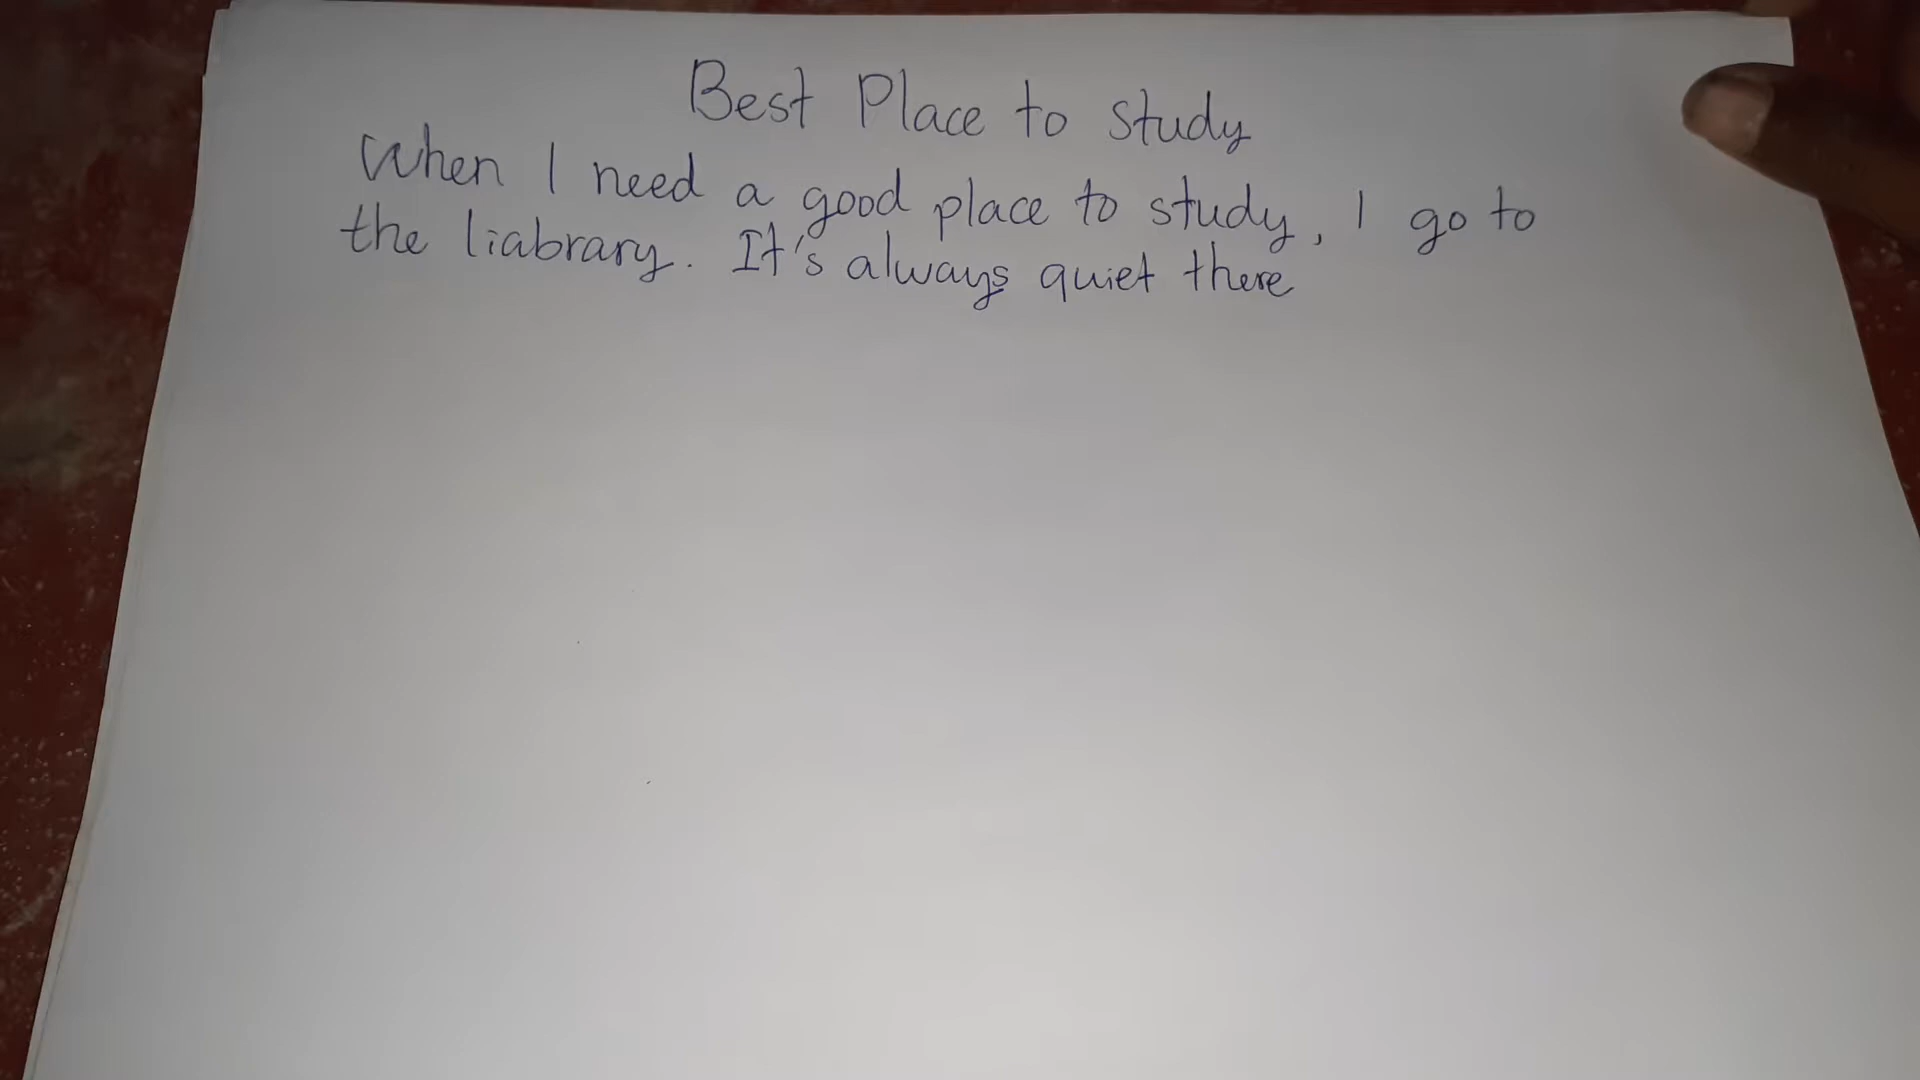 Best Place to study
When I need a good place to study, I go to
the liabrary. It's always quiet there